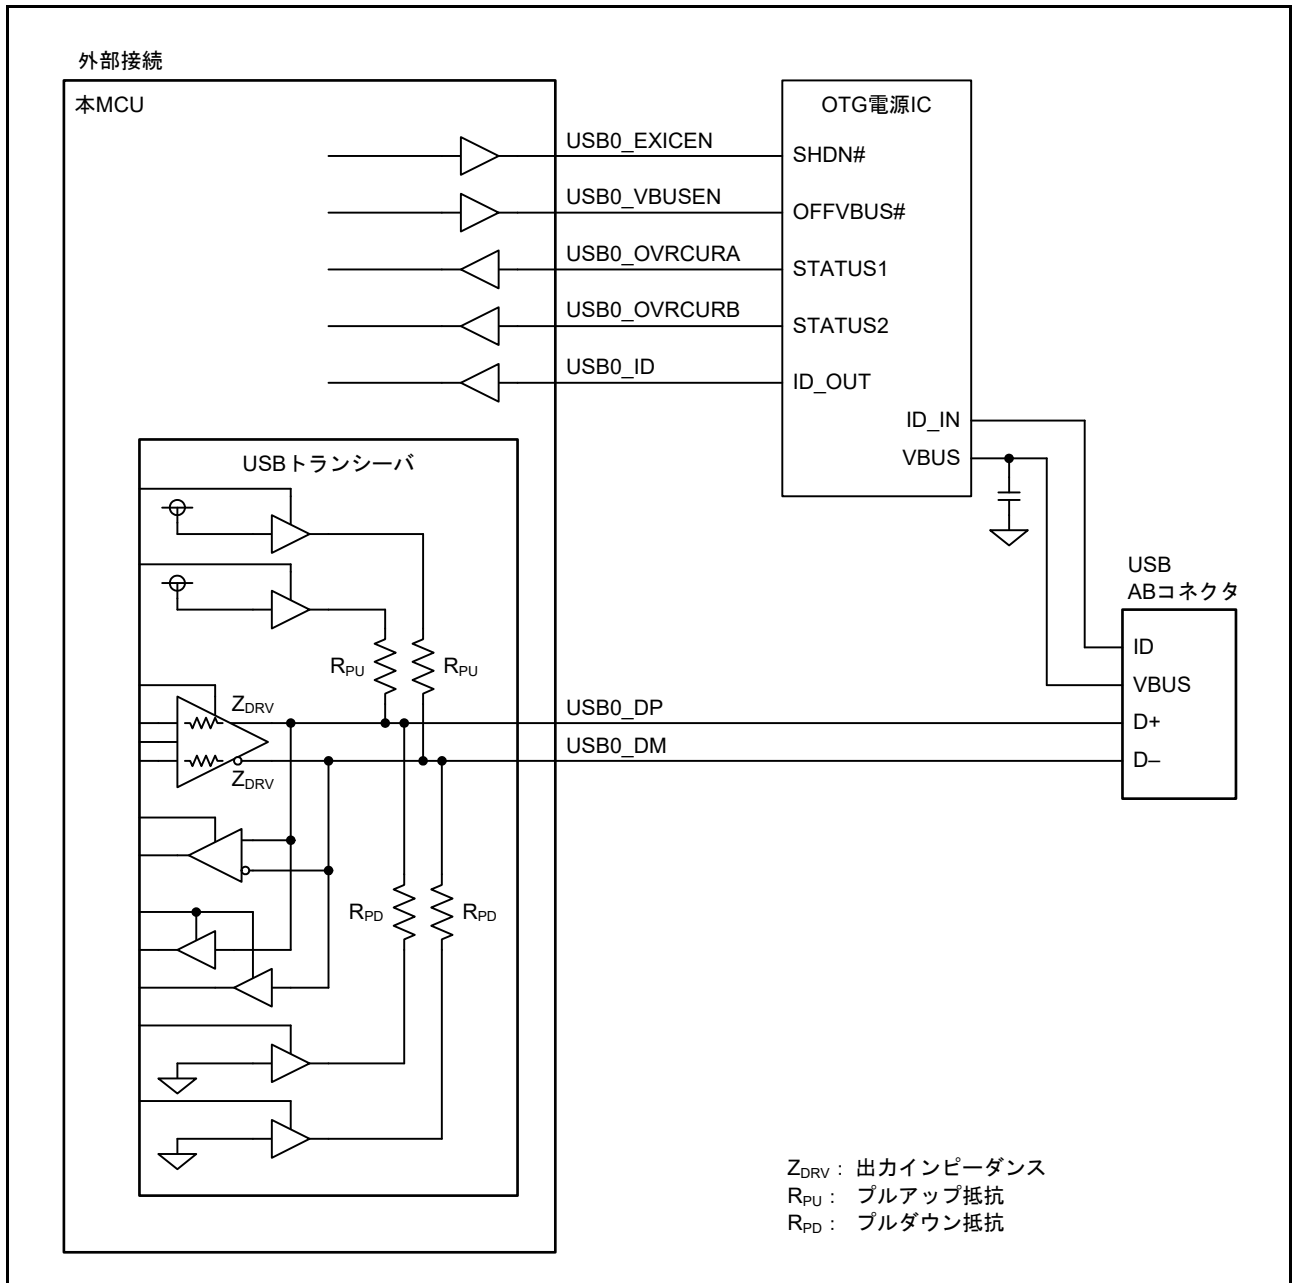 外部接続
本MCU
OTG電源IC
USB0_EXICEN
SHDN#
USB0_VBUSEN
OFFVBUS#
USB0_OVRCURA
STATUS1
USB0_OVRCURB
STATUS2
USB0_ID
ID_OUT
ID_IN
VBUS
USBトランシーバ
USB
ABコネクタ
ID
VBUS
D+
D–
RPU
RPU
ZDRV
ZDRV
USB0_DP
USB0_DM
RPD
RPD
ZDRV : 出力インピーダンス
RPU : プルアップ抵抗
RPD : プルダウン抵抗